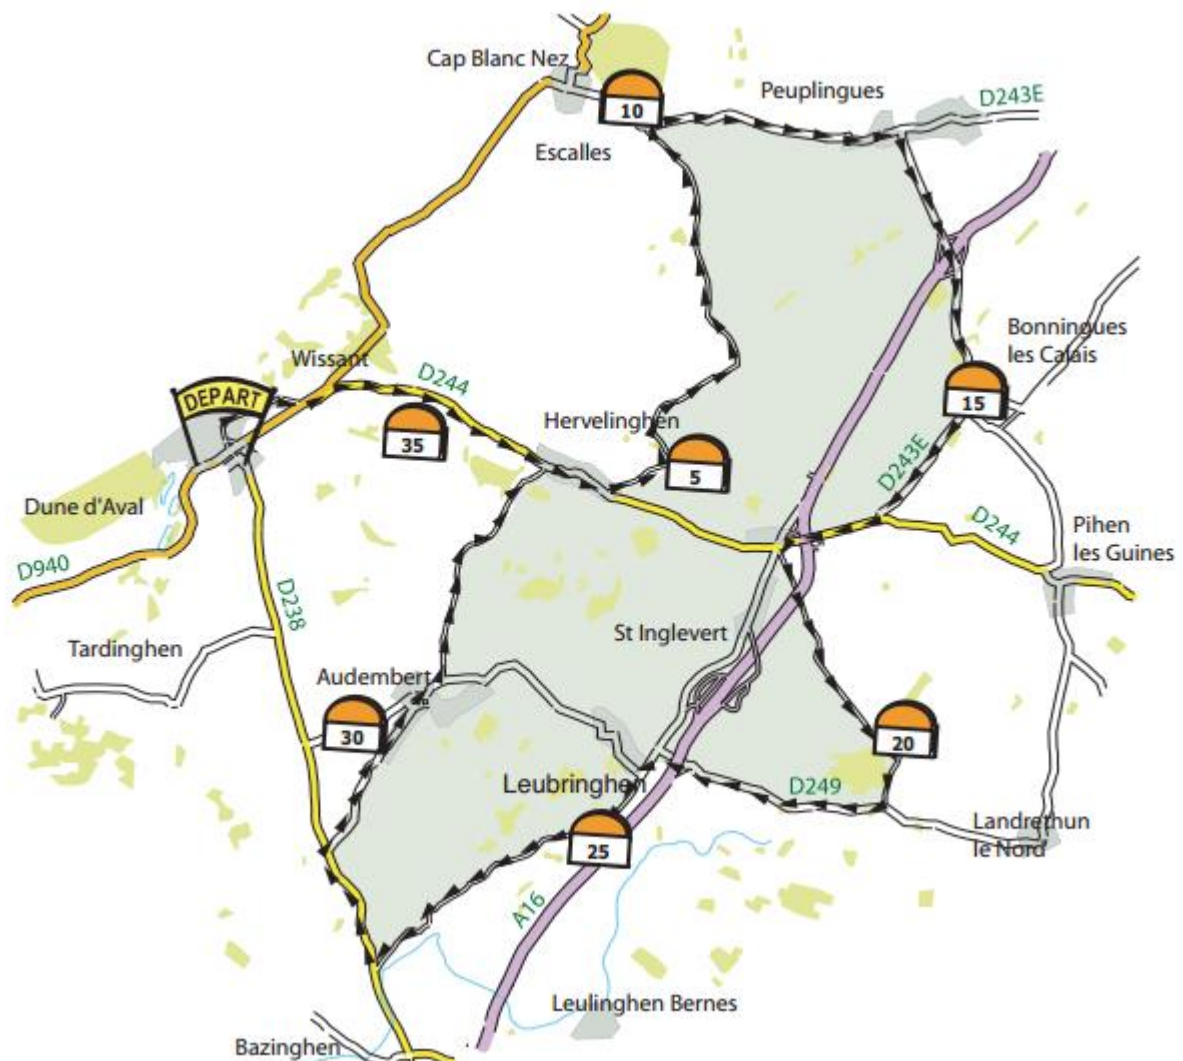 Cap Blanc Nez
10
Peuplingues
D243E
Escalles
Bonningues
les Calais
Wissant
D244
DEPART
15
Hervelinghen
35
5
D243E
Dune d'Aval
D244
Pihen
les Guines
D940
D238
St Inglevert
Tardinghen
Audembert
30
20
Leubringhen
D249
Landrethun
le Nord
25
A16
Leulinghen Bernes
Bazinghen